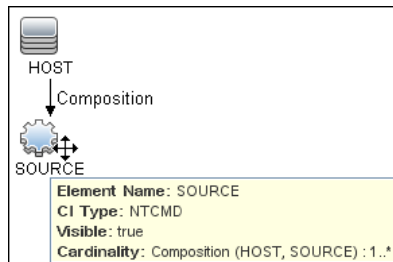 HOST
Composition
SOURCE
Element Name: SOURCE
CI Type: NTCMD
Visible: true
Cardinality: Composition (HOST, SOURCE) : 1..*